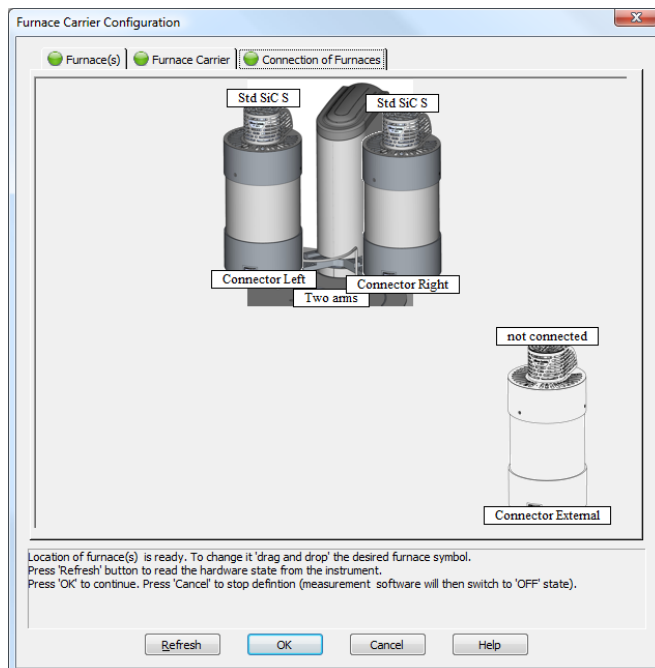 Furnace Carrier Configuration
Furnace(s)
Furnace Carrier
Connection of Furnaces
Std SiC S
Std SiC S
Connector Left
Connector Right
Two arms
not connected
Connector External
Location of furnace(s) is ready. To change it 'drag and drop' the desired furnace symbol.
Press 'Refresh' button to read the hardware state from the instrument.
Press 'OK' to continue. Press 'Cancel' to stop defintion (measurement software will then switch to 'OFF' state).
Refresh
OK
Cancel
Help